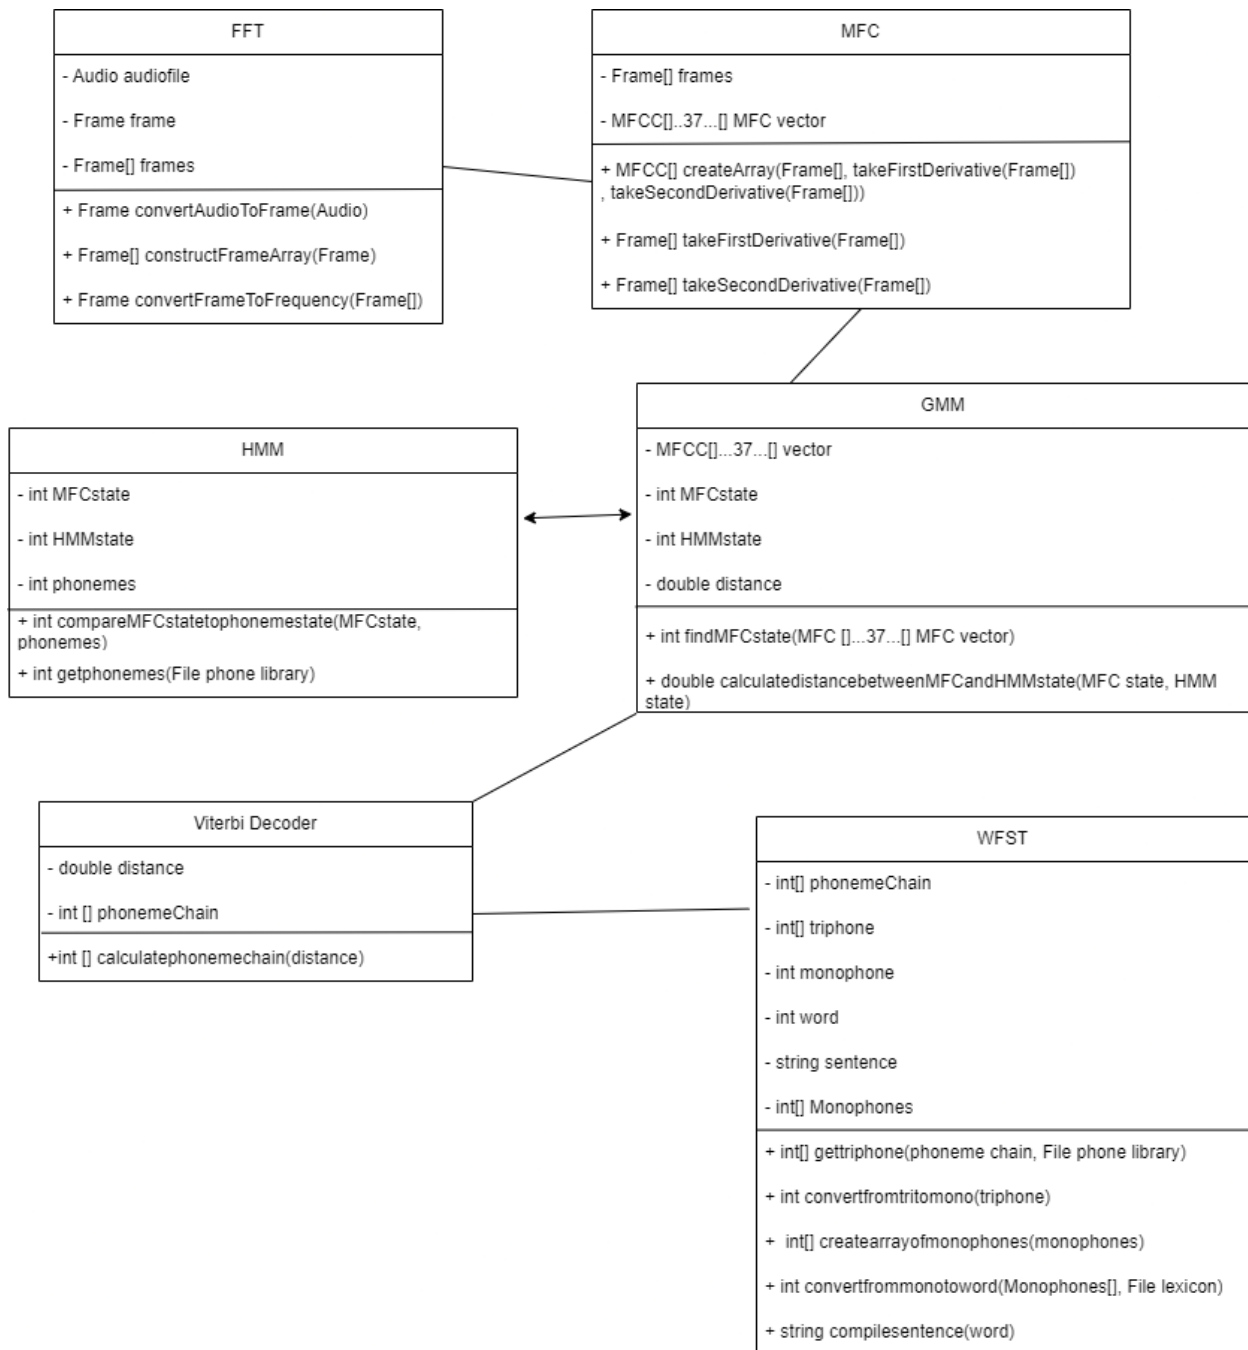 FFT
- Audio audiofile
- Frame frame
- Frame[] frames
+ Frame convertAudioToFrame(Audio)
+ Frame[] constructFrameArray(Frame)
+ Frame convertFrameToFrequency(Frame[])
MFC
- Frame[] frames
- MFCC[]..37...[] MFC vector
+ MFCC[] createArray(Frame[], takeFirstDerivative(Frame[])
, takeSecondDerivative(Frame[]))
+ Frame[] takeFirstDerivative(Frame[])
+ Frame[] takeSecondDerivative(Frame[])
HMM
- int MFCstate
- int HMMstate
- int phonemes
+ int compareMFCstatetophonemestate(MFCstate,
phonemes)
+ int getphonemes(File phone library)
GMM
- MFCC[]...37...[] vector
- int MFCstate
- int HMMstate
- double distance
+ int findMFCstate(MFC []...37...[] MFC vector)
+ double calculatedistancebetweenMFCandHMMstate(MFC state, HMM
state)
Viterbi Decoder
- double distance
- int [] phonemeChain
+int [] calculatephonemechain(distance)
WFST
- int[] phonemeChain
- int[] triphone
- int monophone
- int word
- string sentence
- int[] Monophones
+ int[] gettriphone(phoneme chain, File phone library)
+ int convertfromtritomono(triphone)
+ int[] createarrayofmonophones(monophones)
+ int convertfrommonotoword(Monophones[], File lexicon)
+ string compilesentence(word)